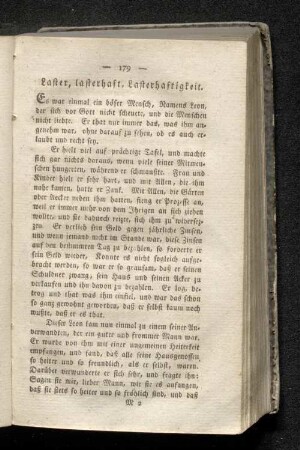 — 179 —
Laster, lasterhaft, Lasterhaftigkeit.
Es war einmal ein böser Mensch, Namens Leon,
der sich vor Gott nicht scheuete, und die Menschen
nicht liebte. Er that nur immer das, was ihm an-
genehm war, ohne darauf zu sehen, ob es auch er-
laubt und recht sey.
Er hielt viel auf prächtige Tafel, und machte
sich gar nichts daraus, wenn viele seiner Mitmen-
schen hungerten, während er schmaußte. Frau und
Kinder hielt er sehr hart, und mit Allen, die ihm
nahe kamen, hatte er Zank. Mit Allen, die Gärten
oder Aecker neben ihm hatten, fieng er Prozesse an,
weil er immer gerne von dem Ihrigen an sich ziehen
wollte; und sie dadurch reizte, sich ihm zu widerse-
zen. Er verlieh sein Geld gegen jährliche Zinsen,
und wenn jemand nicht im Stande war, diese Zinsen
auf den bestimmten Tag zu bezahlen, so forderte er
sein Geld wieder. Konnte es nicht sogleich aufge-
bracht werden, so war er so grausam, daß er seinen
Schuldner zwang, sein Haus und seinen Acker zu
verkaufen und ihn davon zu bezahlen. Er log, be-
trog, und that was ihm einfiel, und war das schon
so ganz gewohnt geworden, daß er selbst kaum noch
wußte, daß er es that.
Dieser Leon kam nun einmal zu einem seiner An-
verwandten, der ein guter und frommer Mann war.
Er wurde von ihm mit einer ungemeinen Heiterkeit
empfangen, und fand, daß alle seine Hausgenossen,
so heiter und so freundlich, als er selbst, waren.
Darüber verwunderte er sich sehr, und fragte ihn:
Sagen sie mir, lieber Mann, wie sie es anfangen,
daß sie stets so heiter und so fröhlich sind, und daß
M 2